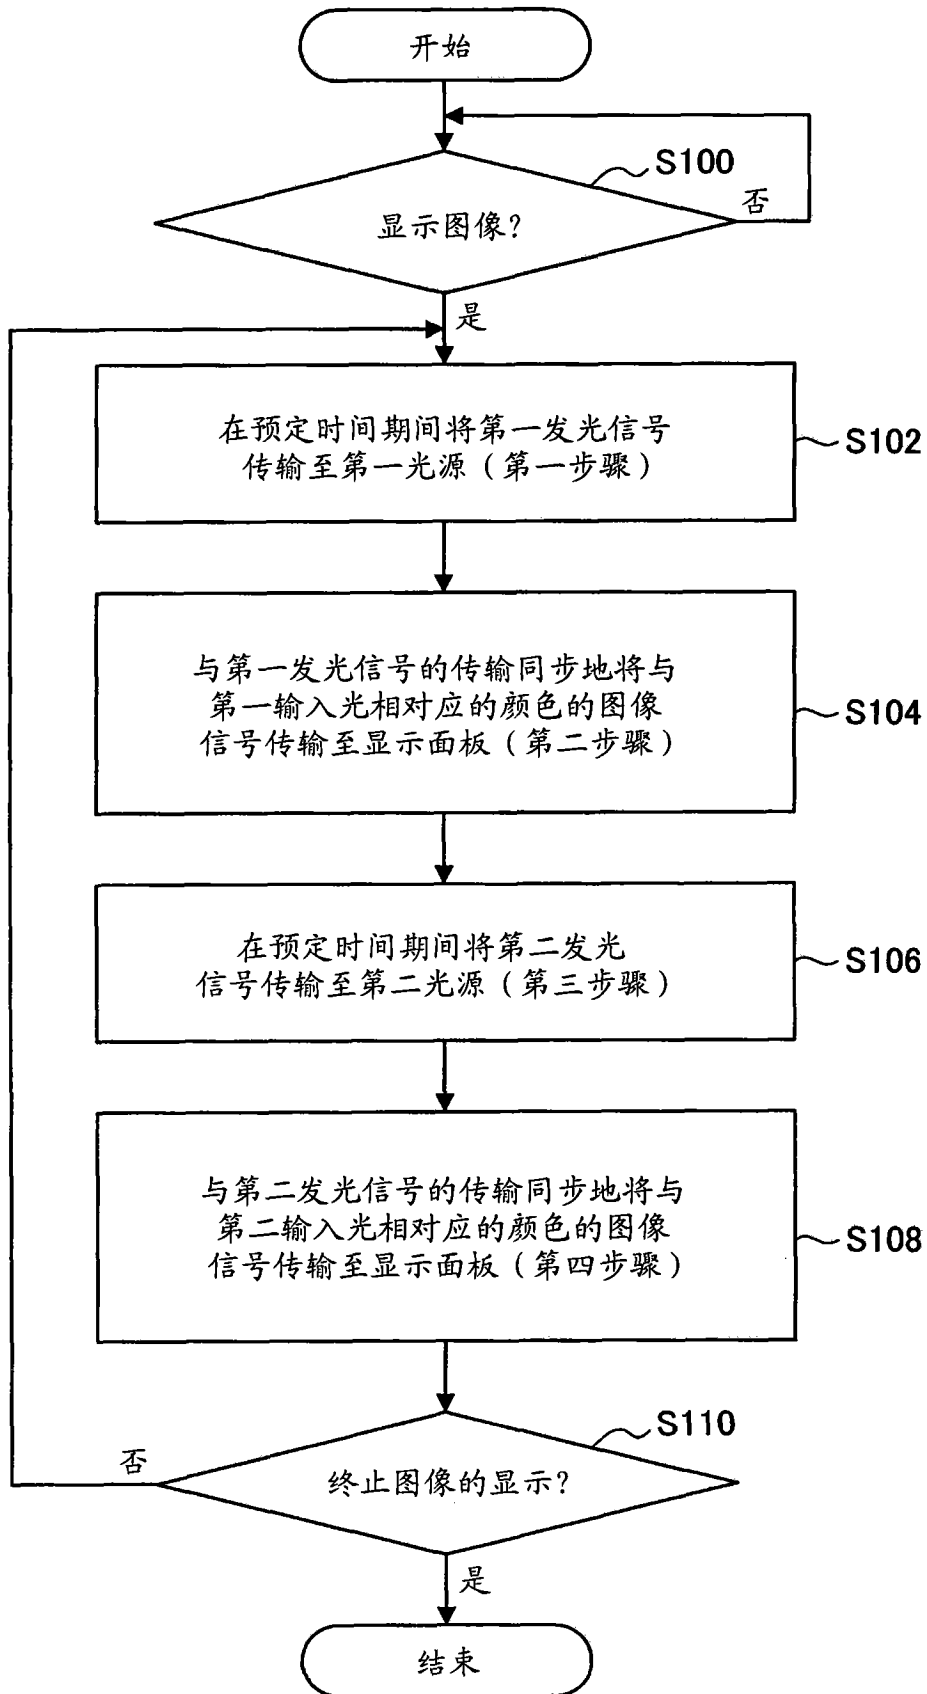 开始
S100
否
显示图像?
是
在预定时间期间将第一发光信号
传输至第一光源(第一步骤)
S102
与第一发光信号的传输同步地将与
第一输入光相对应的颜色的图像
信号传输至显示面板(第二步骤)
S104
在预定时间期间将第二发光
信号传输至第二光源(第三步骤)
S106
与第二发光信号的传输同步地将与
第二输入光相对应的颜色的图像
信号传输至显示面板(第四步骤)
S108
S110
否
终止图像的显示?
是
结束